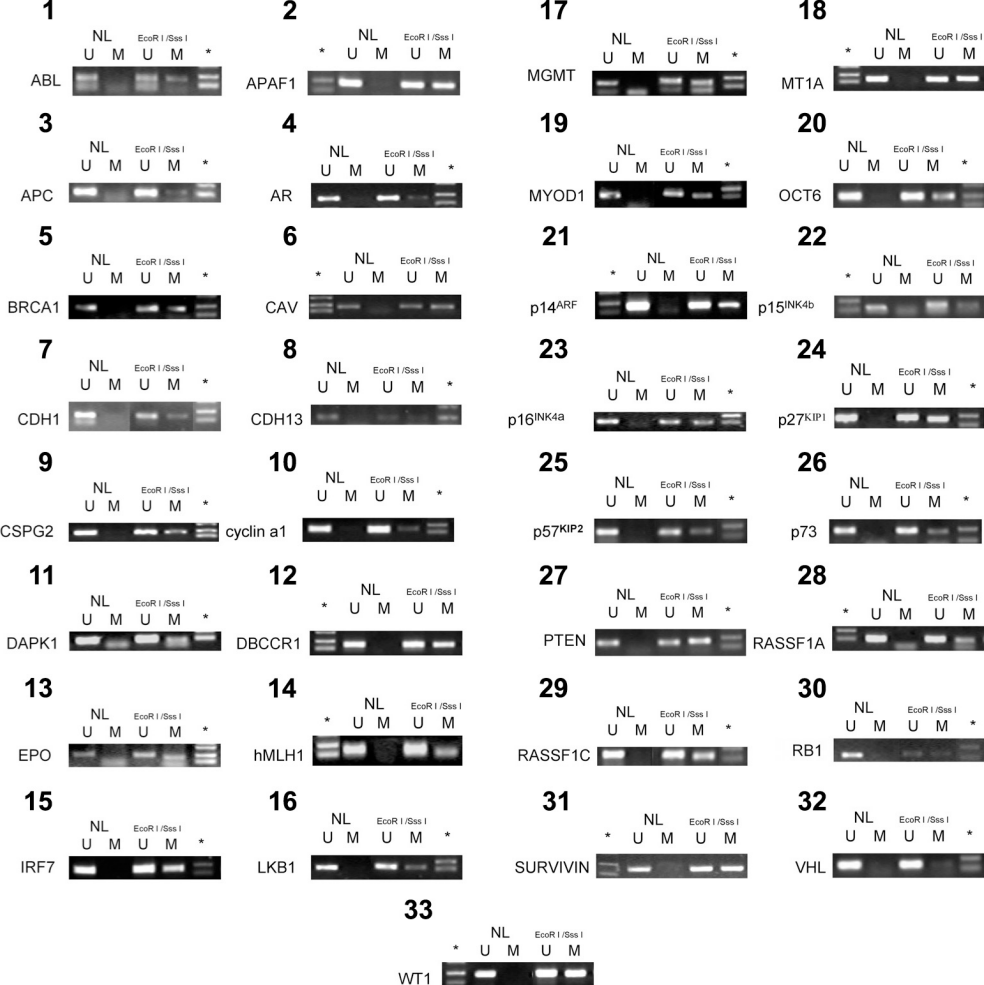 1
NL
EcoR I /Sss I
U M U M *
ABL
2
NL
EcoR I /Sss I
* U M U M
APAF1
17
NL
EcoR I /Sss I
U M U M *
MGMT
18
NL
EcoR I /Sss I
* U M U M
MT1A
3
NL
EcoR I /Sss I
U M U M *
APC
4
NL
EcoR I /Sss I
U M U M *
AR
19
NL
EcoR I /Sss I
U M U M *
MYOD1
20
NL
EcoR I /Sss I
U M U M *
OCT6
5
NL
EcoR I /Sss I
U M U M *
BRCA1
6
NL
EcoR I /Sss I
* U M U M
CAV
21
NL
EcoR I /Sss I
* U M U M
p14ARF
22
NL
EcoR I /Sss I
* U M U M
p15INK4b
7
NL
EcoR I /Sss I
U M U M *
CDH1
8
NL
EcoR I /Sss I
U M U M *
CDH13
23
NL
EcoR I /Sss I
U M U M *
p16INK4a
24
NL
EcoR I /Sss I
U M U M *
p27KIP1
9
NL
EcoR I /Sss I
U M U M *
CSPG2
10
NL
EcoR I /Sss I
U M U M *
cyclin a1
25
NL
EcoR I /Sss I
U M U M *
p57KIP2
26
NL
EcoR I /Sss I
U M U M *
p73
11
NL
EcoR I /Sss I
U M U M *
DAPK1
12
NL
EcoR I /Sss I
* U M U M
DBCCR1
27
NL
EcoR I /Sss I
U M U M *
PTEN
28
NL
EcoR I /Sss I
* U M U M
RASSF1A
13
NL
EcoR I /Sss I
U M U M *
EPO
14
NL
EcoR I /Sss I
* U M U M
hMLH1
29
NL
EcoR I /Sss I
U M U M *
RASSF1C
30
NL
EcoR I /Sss I
U M U M *
RB1
15
NL
EcoR I /Sss I
U M U M *
IRF7
16
NL
EcoR I /Sss I
U M U M *
LKB1
31
NL
EcoR I /Sss I
* U M U M
SURVIVIN
32
NL
EcoR I /Sss I
U M U M *
VHL
33
NL
EcoR I /Sss I
* U M U M
WT1